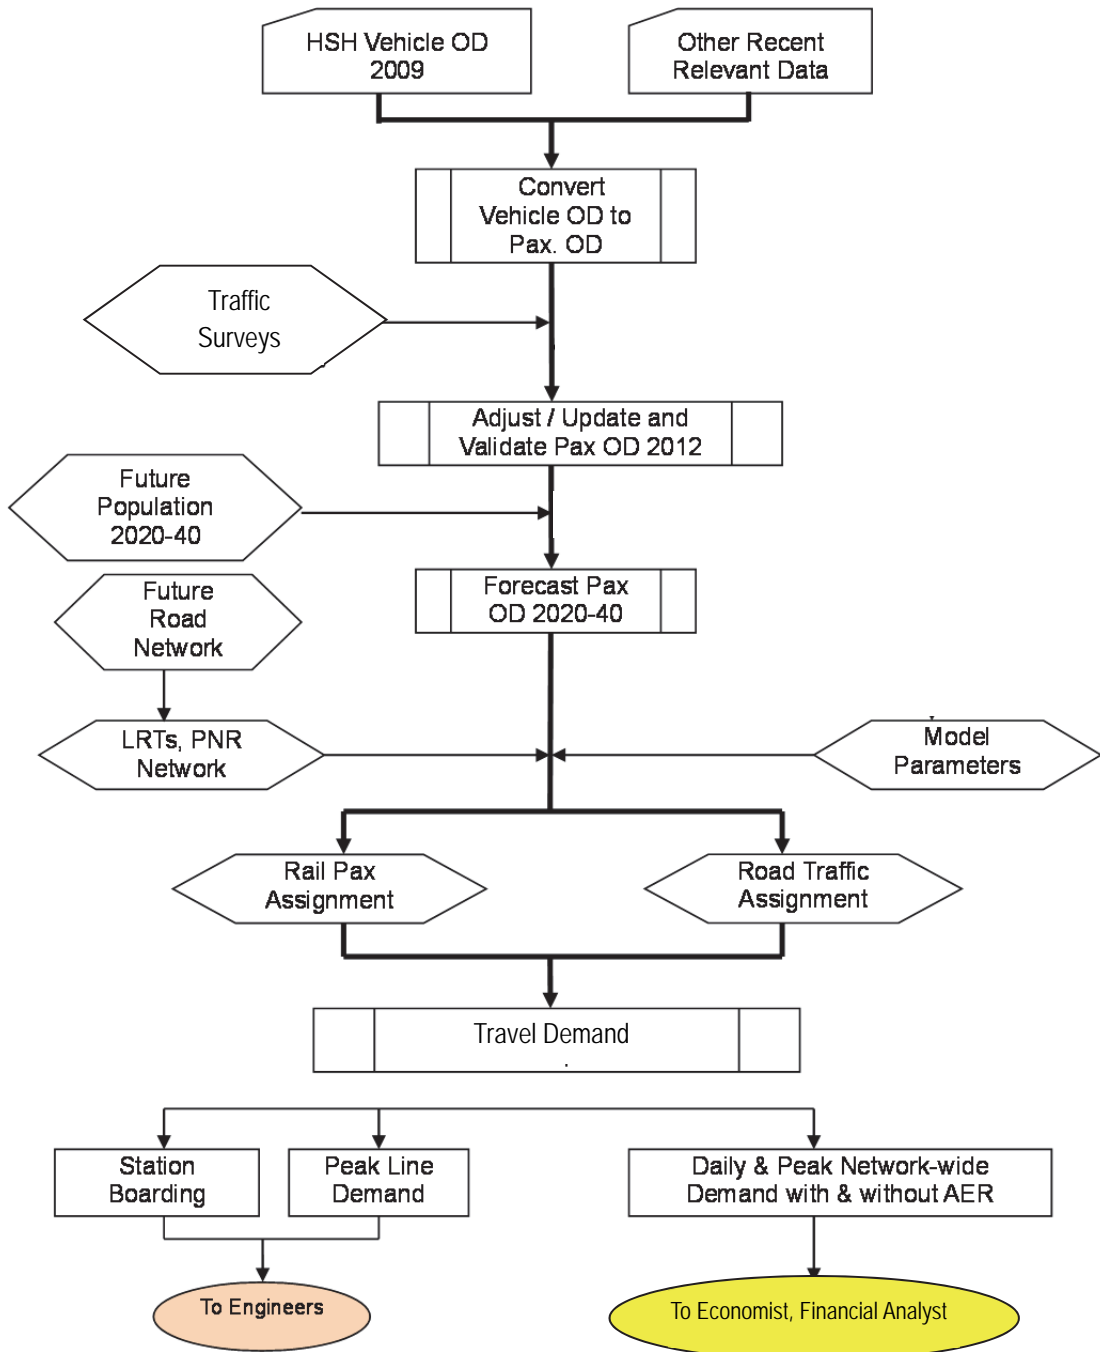 HSH Vehicle OD
2009
Other Recent
Relevant Data
Convert
Vehicle OD to
Pax. OD
Traffic
Surveys
Adjust / Update and
Validate Pax OD 2012
Future
Population
2020-40
Forecast Pax
OD 2020-40
Future
Road
Network
LRTs, PNR
Network
Model
Parameters
Rail Pax
Assignment
Road Traffic
Assignment
Travel Demand
Station
Boarding
Peak Line
Demand
Daily & Peak Network-wide
Demand with & without AER
To Engineers
To Economist, Financial Analyst